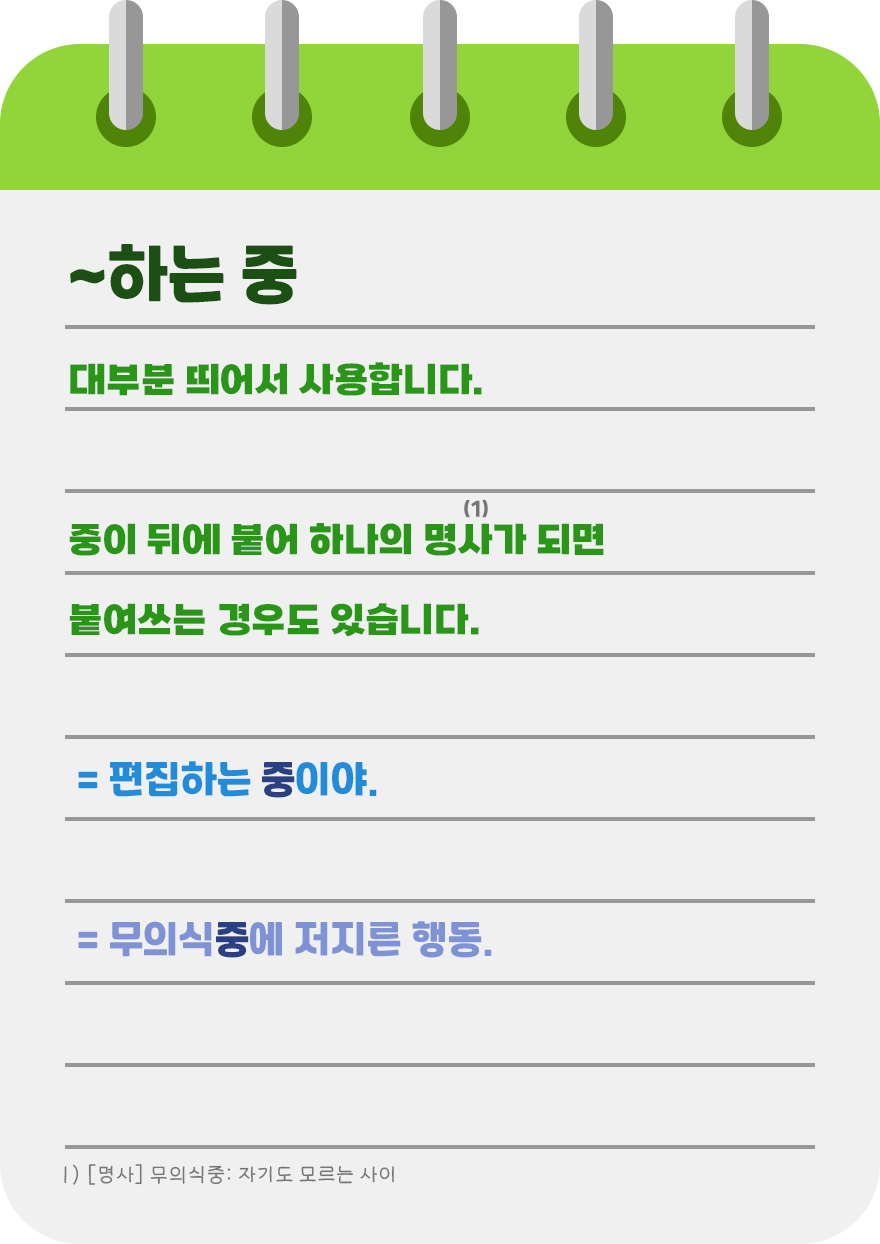 ~하는 중
대부분 띄어서 사용합니다.
(1)
중이 뒤에 붙어 하나의 명사가 되면
붙여쓰는 경우도 있습니다.
= 편집하는 중이야.
= 무의식중에 저지른 행동.
1) [명사] 무의식중: 자기도 모르는 사이